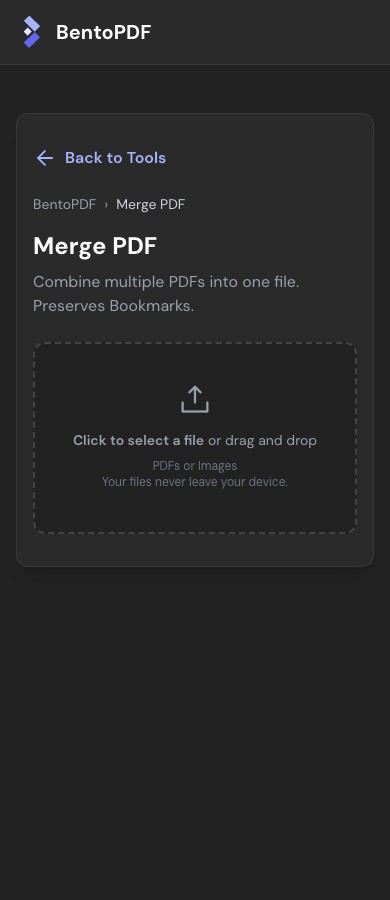 BentoPDF
Back to Tools
BentoPDF › Merge PDF
Merge PDF
Combine multiple PDFs into one file.
Preserves Bookmarks.
Click to select a file or drag and drop
PDFs or Images
Your files never leave your device.